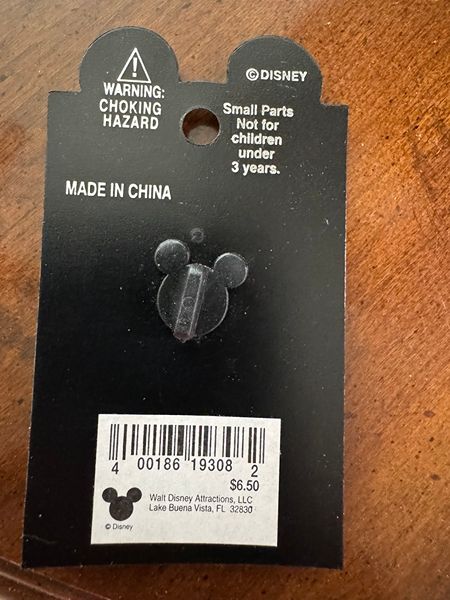 WARNING:
CHOKING
HAZARD
© DISNEY
Small Parts
Not for
children
under
3 years.
MADE IN CHINA
4 00186 19308 2
$6.50
Walt Disney Attractions, LLC
Lake Buena Vista, FL 32830
© Disney